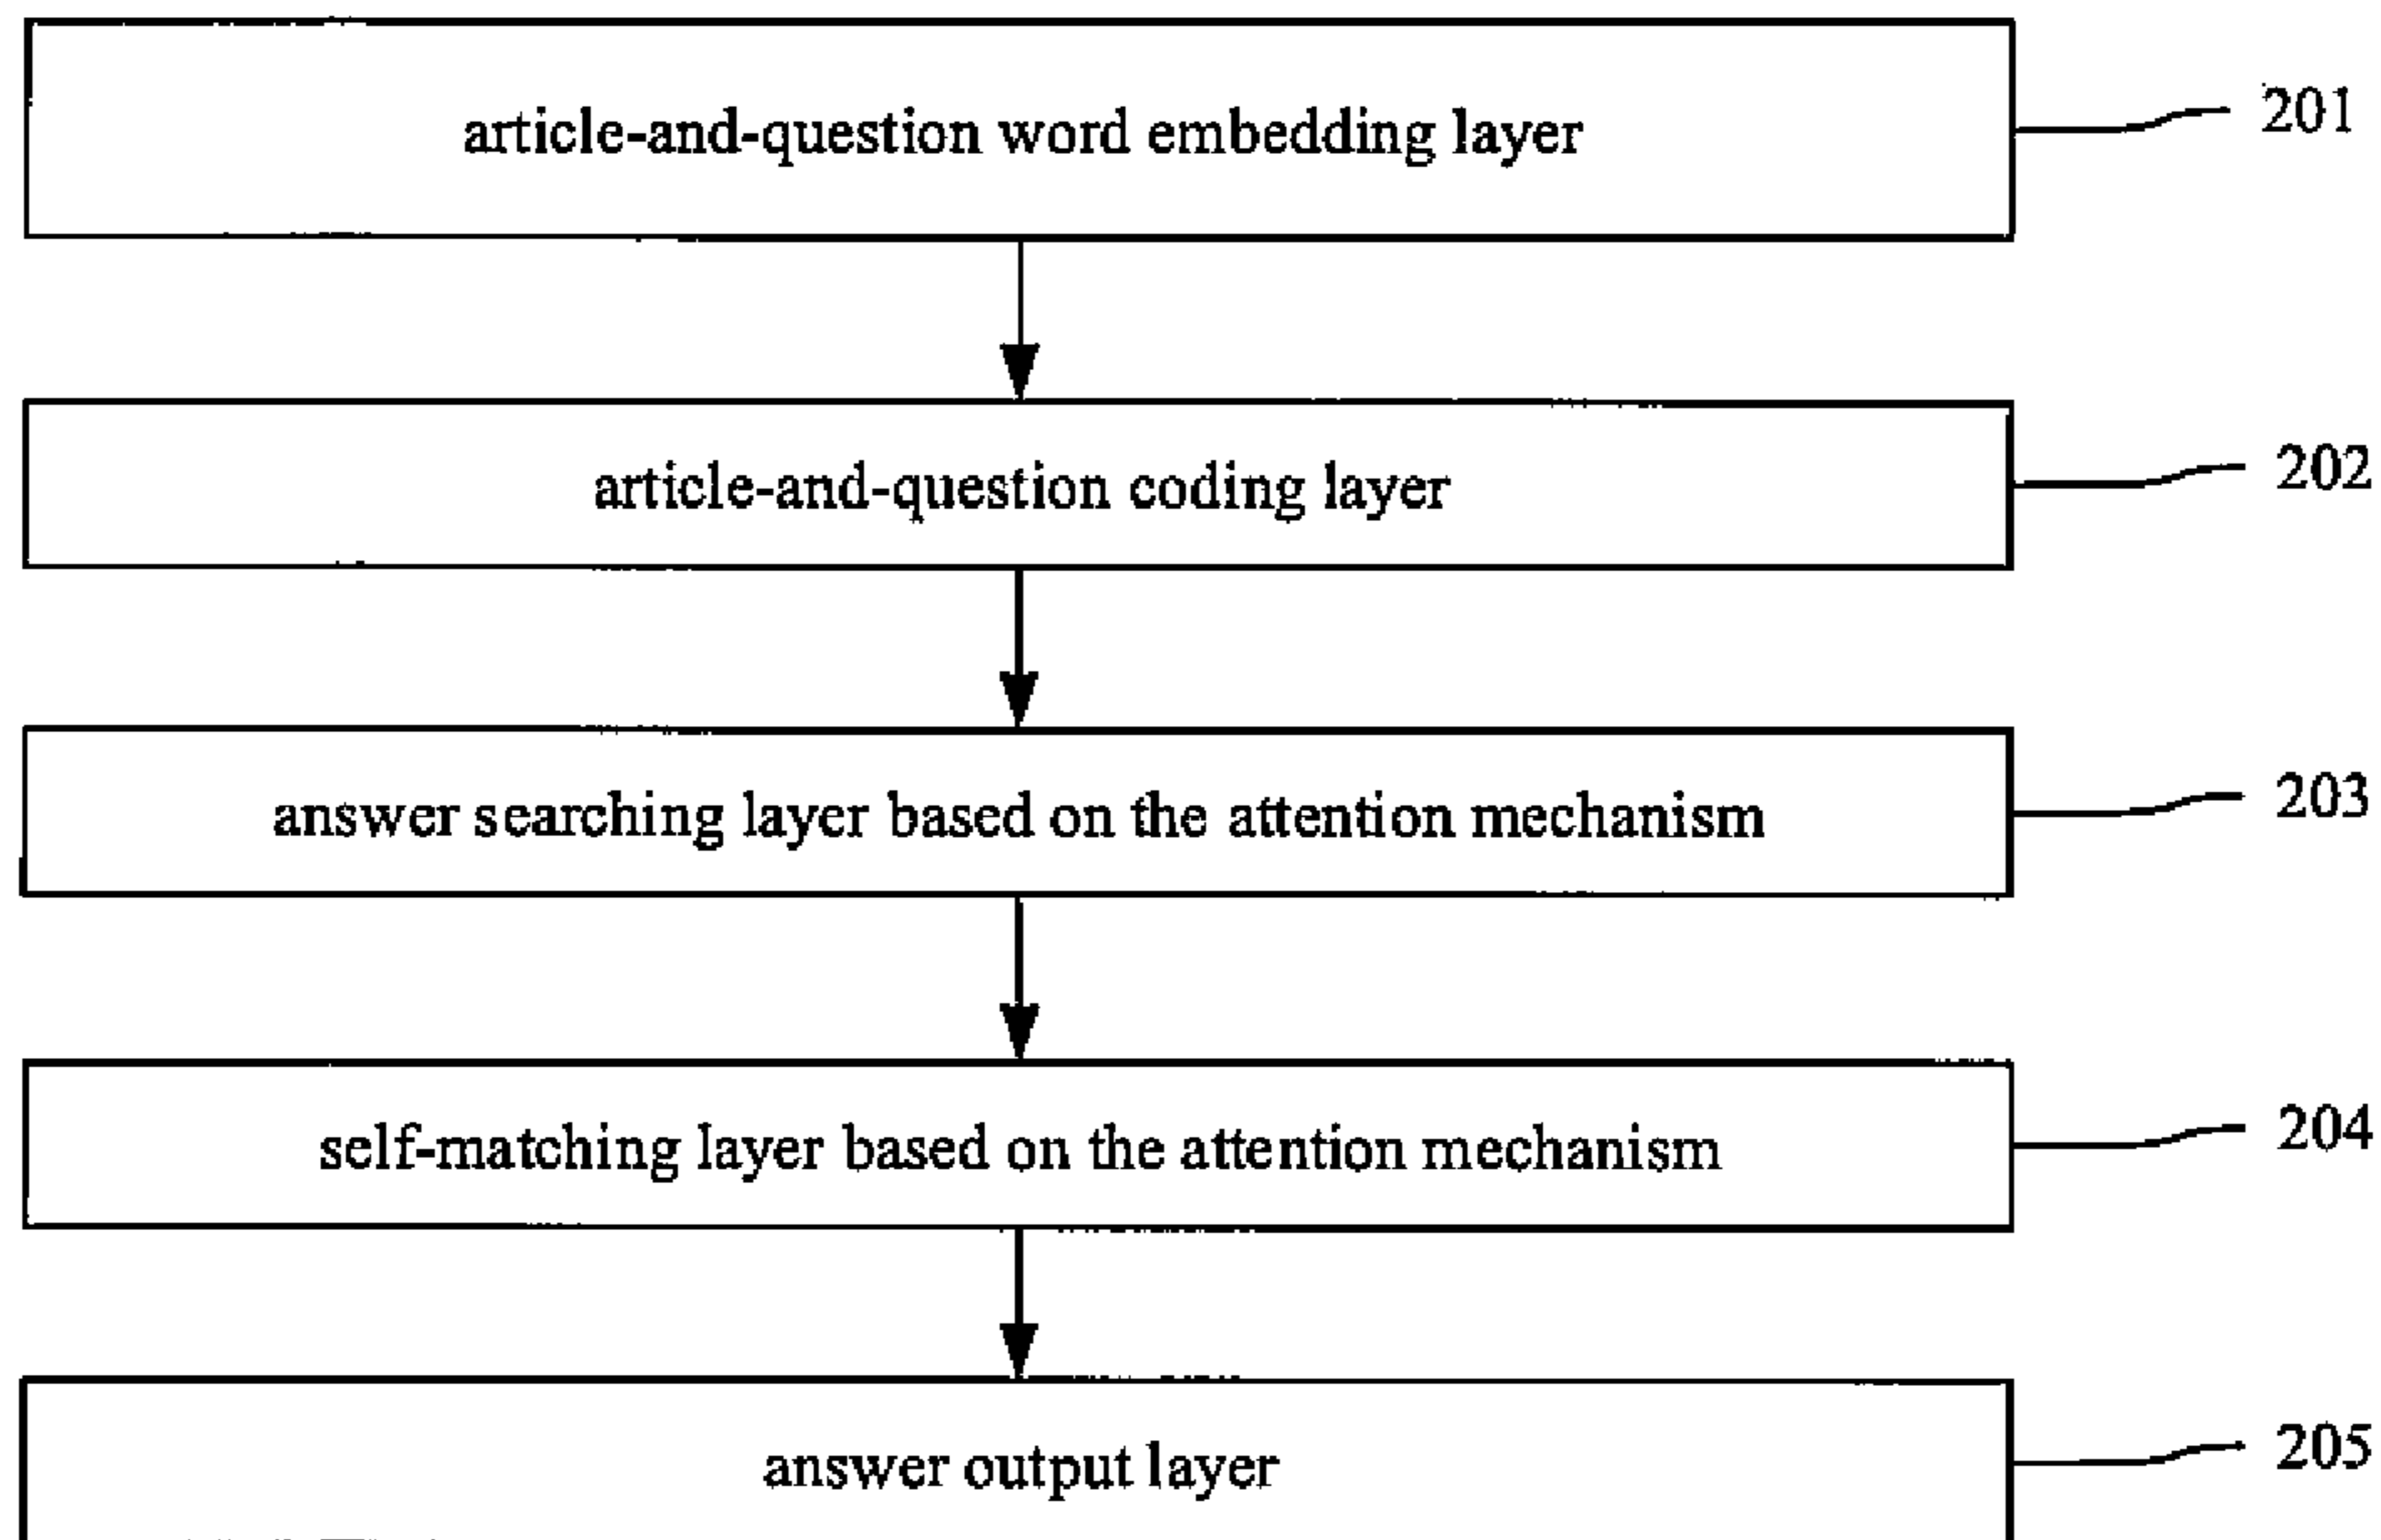 article-and-question word embedding layer
201
article-and-question coding layer
202
answer searching layer based on the attention mechanism
203
self-matching layer based on the attention mechanism
204
answer output layer
205